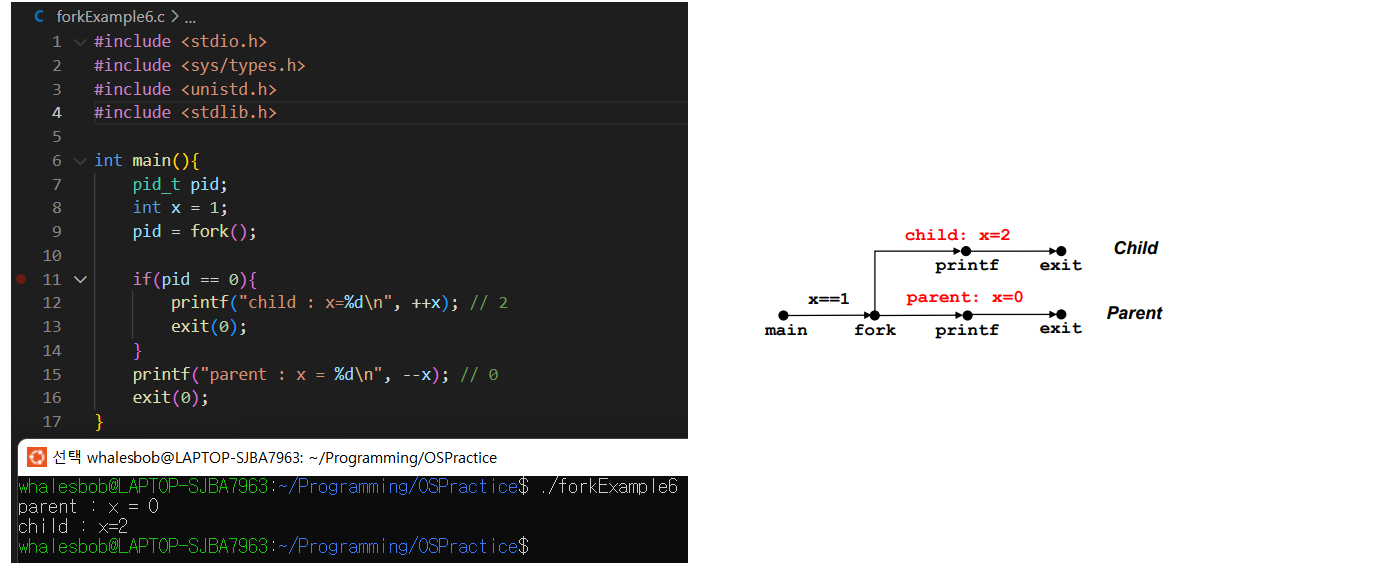 C forkExample6.c > ...
1 #include <stdio.h>
2 #include <sys/types.h>
3 #include <unistd.h>
4 #include <stdlib.h>
5
6 int main(){
7 pid_t pid;
8 int x = 1;
9 pid = fork();
10
11 if(pid == 0){
12 printf("child : x=%d\n", ++x); // 2
13 exit(0);
14 }
15 printf("parent : x = %d\n", --x); // 0
16 exit(0);
17 }
선택 whalesbob@LAPTOP-SJBA7963: ~/Programming/OSPractice
whalesbob@LAPTOP-SJBA7963:~/Programming/OSPractice$ ./forkExample6
parent : x = 0
child : x=2
whalesbob@LAPTOP-SJBA7963:~/Programming/OSPractice$
child: x=2
Child
printf exit
x==1 parent: x=0
Parent
main fork printf exit